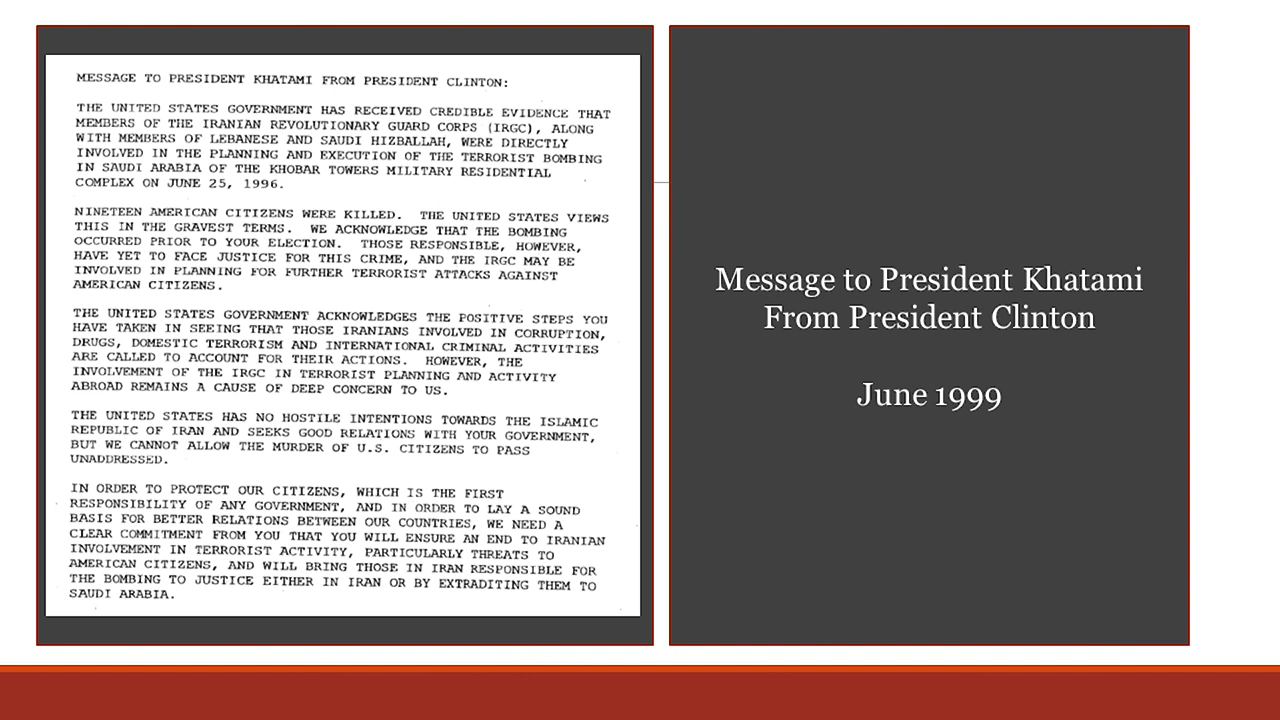 MESSAGE TO PRESIDENT KHATAMI FROM PRESIDENT CLINTON:
THE UNITED STATES GOVERNMENT HAS RECEIVED CREDIBLE EVIDENCE THAT
MEMBERS OF THE IRANIAN REVOLUTIONARY GUARD CORPS (IRGC), ALONG
WITH MEMBERS OF LEBANESE AND SAUDI HIZBALLAH, WERE DIRECTLY
INVOLVED IN THE PLANNING AND EXECUTION OF THE TERRORIST BOMBING
IN SAUDI ARABIA OF THE KHOBAR TOWERS MILITARY RESIDENTIAL
COMPLEX ON JUNE 25, 1996.
NINETEEN AMERICAN CITIZENS WERE KILLED. THE UNITED STATES VIEWS
THIS IN THE GRAVEST TERMS. WE ACKNOWLEDGE THAT THE BOMBING
OCCURRED PRIOR TO YOUR ELECTION. THOSE RESPONSIBLE, HOWEVER,
HAVE YET TO FACE JUSTICE FOR THIS CRIME, AND THE IRGC MAY BE
INVOLVED IN PLANNING FOR FURTHER TERRORIST ATTACKS AGAINST
AMERICAN CITIZENS.
THE UNITED STATES GOVERNMENT ACKNOWLEDGES THE POSITIVE STEPS YOU
HAVE TAKEN IN SEEING THAT THOSE IRANIANS INVOLVED IN CORRUPTION,
DRUGS, DOMESTIC TERRORISM AND INTERNATIONAL CRIMINAL ACTIVITIES
ARE CALLED TO ACCOUNT FOR THEIR ACTIONS. HOWEVER, THE
INVOLVEMENT OF THE IRGC IN TERRORIST PLANNING AND ACTIVITY
ABROAD REMAINS A CAUSE OF DEEP CONCERN TO US.
THE UNITED STATES HAS NO HOSTILE INTENTIONS TOWARDS THE ISLAMIC
REPUBLIC OF IRAN AND SEEKS GOOD RELATIONS WITH YOUR GOVERNMENT,
BUT WE CANNOT ALLOW THE MURDER OF U.S. CITIZENS TO PASS
UNADDRESSED.
IN ORDER TO PROTECT OUR CITIZENS, WHICH IS THE FIRST
RESPONSIBILITY OF ANY GOVERNMENT, AND IN ORDER TO LAY A SOUND
BASIS FOR BETTER RELATIONS BETWEEN OUR COUNTRIES, WE NEED A
CLEAR COMMITMENT FROM YOU THAT YOU WILL ENSURE AN END TO IRANIAN
INVOLVEMENT IN TERRORIST ACTIVITY, PARTICULARLY THREATS TO
AMERICAN CITIZENS, AND WILL BRING THOSE IN IRAN RESPONSIBLE FOR
THE BOMBING TO JUSTICE EITHER IN IRAN OR BY EXTRADITING THEM TO
SAUDI ARABIA.
Message to President Khatami
From President Clinton
June 1999